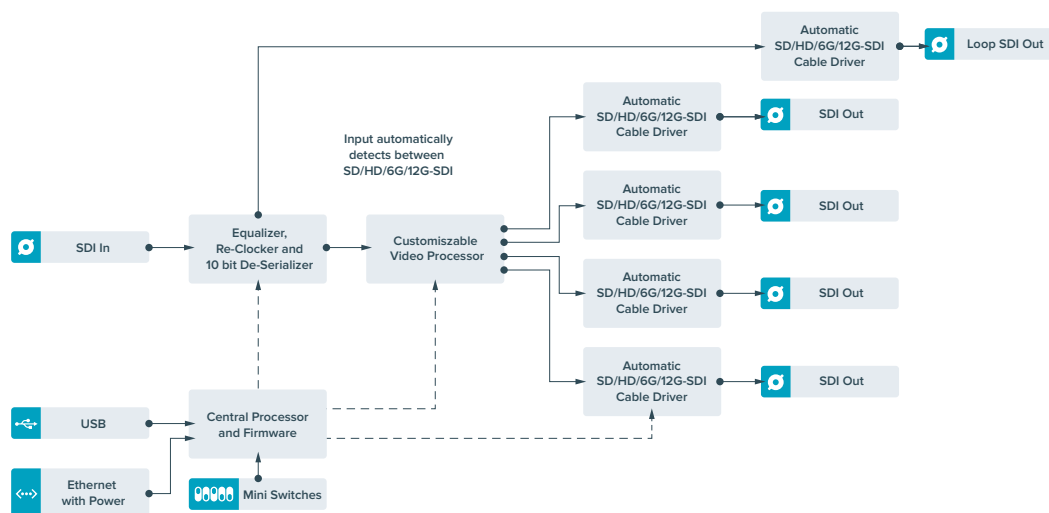 Automatic
SD/HD/6G/12G-SDI
Cable Driver
Loop SDI Out
Automatic
SD/HD/6G/12G-SDI
Cable Driver
SDI Out
Input automatically
detects between
SD/HD/6G/12G-SDI
Automatic
SD/HD/6G/12G-SDI
Cable Driver
SDI Out
SDI In
Equalizer,
Re-Clocker and
10 bit De-Serializer
Customiszable
Video Processor
Automatic
SD/HD/6G/12G-SDI
Cable Driver
SDI Out
Automatic
SD/HD/6G/12G-SDI
Cable Driver
SDI Out
USB
Central Processor
and Firmware
Ethernet
with Power
Mini Switches